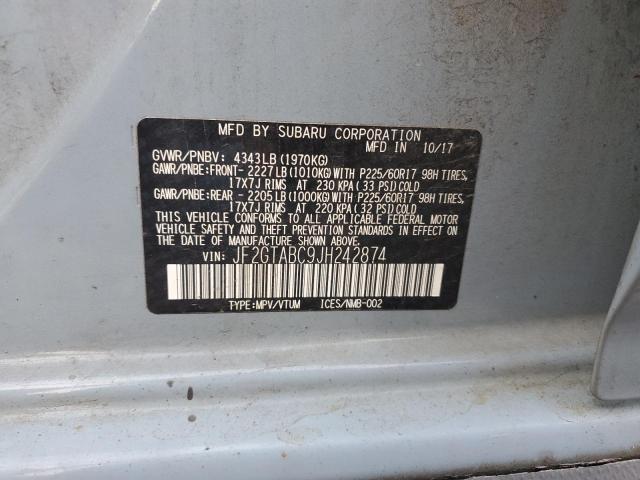 MFD BY SUBARU CORPORATION
MFD IN 10/17
GVWR/PNBV: 4343LB (1970KG)
GAWR/PNBE:FRONT- 2227LB (1010KG) WITH P225/60R17 98H TIRES,
17X7J RIMS AT 230 KPA (33 PSI) COLD
GAWR/PNBE:REAR - 2205LB (1000KG) WITH P225/60R17 98H TIRES,
17X7J RIMS AT 220 KPA (32 PSI) COLD
THIS VEHICLE CONFORMS TO ALL APPLICABLE FEDERAL MOTOR
VEHICLE SAFETY AND THEFT PREVENTION STANDARDS IN EFFECT
ON THE DATE OF MANUFACTURE SHOWN ABOVE.
VIN: JF2GTABC9JH242874
TYPE:MPV/VTUM ICES/NMB-002